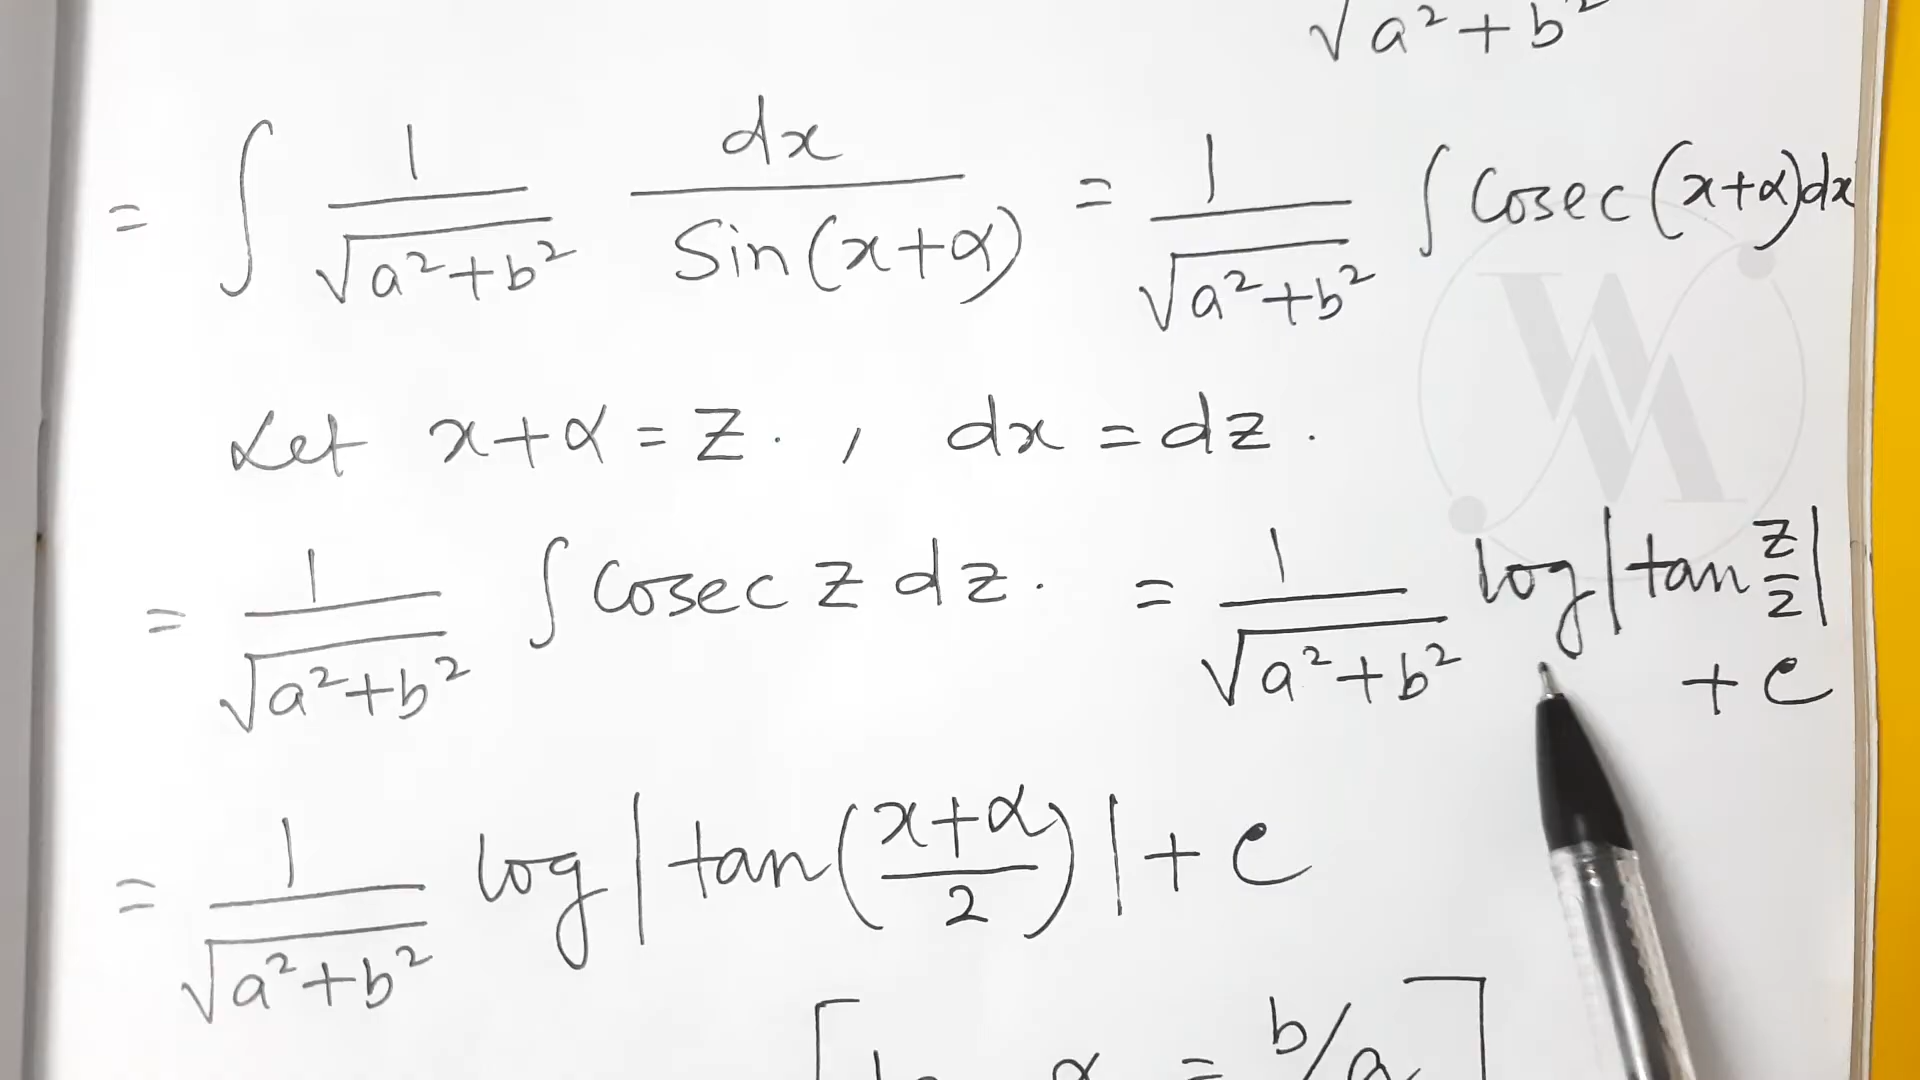 √a²+b²
= ∫ 1/√a²+b² dx/Sin(x+α) = 1/√a²+b² ∫ Cosec(x+α)dx
Let x+α = z. , dx = dz.
= 1/√a²+b² ∫ Cosec z dz. = 1/√a²+b² log|tan z/2| + c
= 1/√a²+b² log|tan(x+α/2)| + c
[ α = b/a ]